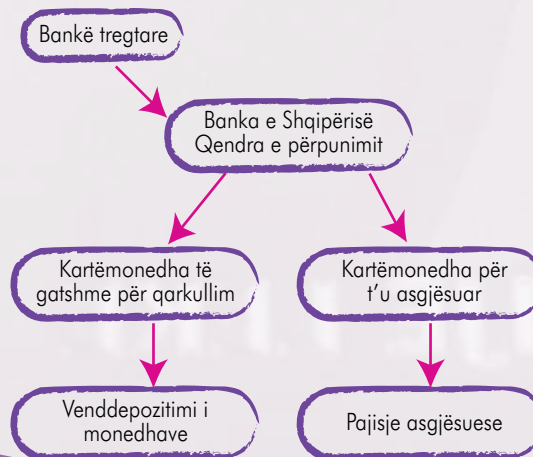 Bankë tregtare
Banka e Shqipërisë
Qendra e përpunimit
Kartëmonedha të
gatshme për qarkullim
Kartëmonedha për
t’u asgjësuar
Venddepozitimi i
monedhave
Pajisje asgjësuese